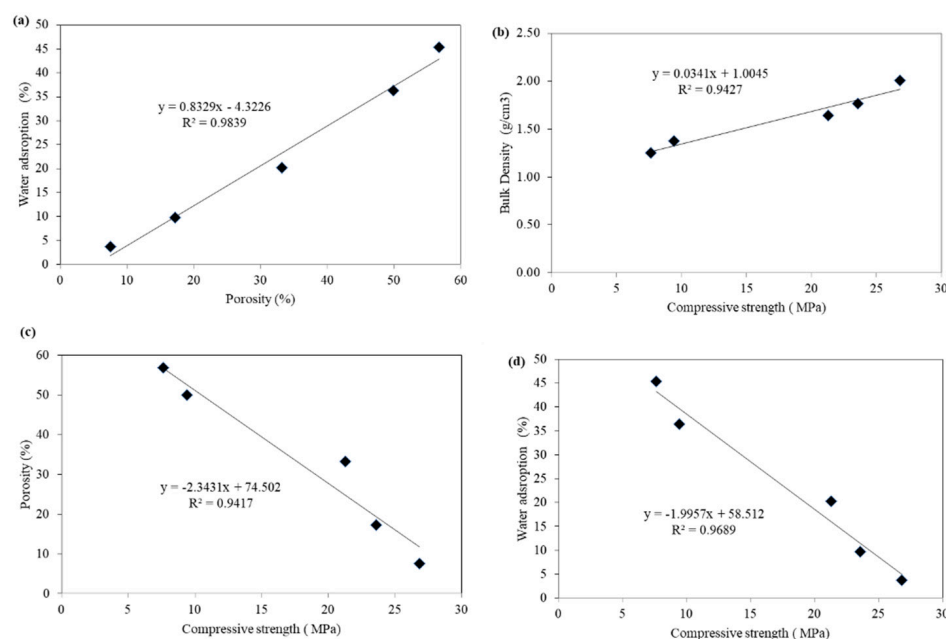 (a)
50
45
40
35
30
25
20
15
10
5
0
Water adsroption (%)
y = 0.8329x - 4.3226
R² = 0.9839
0 10 20 30 40 50 60
Porosity (%)
(b)
2.50
2.00
1.50
1.00
0.50
0.00
Bulk Density (g/cm3)
y = 0.0341x + 1.0045
R² = 0.9427
0 5 10 15 20 25 30
Compressive strength ( MPa)
(c)
60
50
40
30
20
10
0
Porosity (%)
y = -2.3431x + 74.502
R² = 0.9417
0 5 10 15 20 25 30
Compressive strength ( MPa)
(d)
50
45
40
35
30
25
20
15
10
5
0
Water adsroption (%)
y = -1.9957x + 58.512
R² = 0.9689
0 5 10 15 20 25 30
Compressive strength ( MPa)